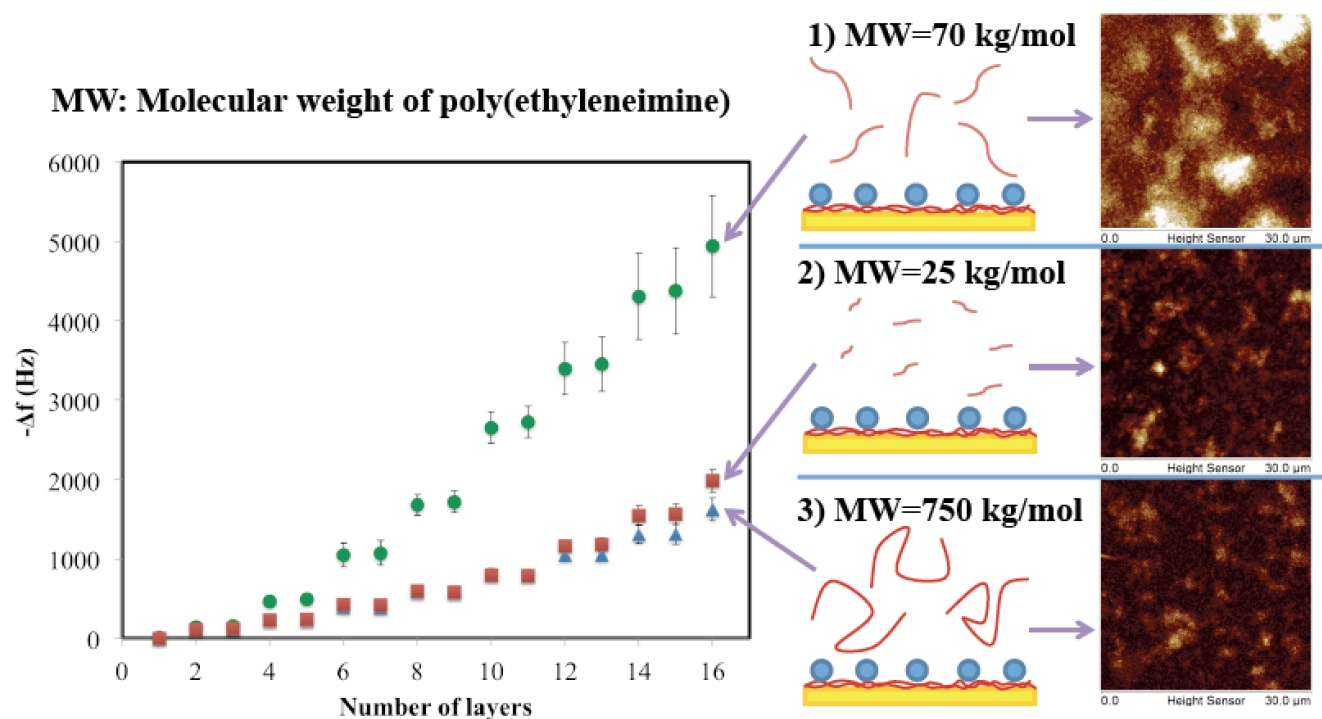 MW: Molecular weight of poly(ethyleneimine)
6000
5000
4000
3000
2000
1000
0
-Δf (Hz)
0 2 4 6 8 10 12 14 16
Number of layers
1) MW=70 kg/mol
0.0 Height Sensor 30.0 µm
2) MW=25 kg/mol
0.0 Height Sensor 30.0 µm
3) MW=750 kg/mol
0.0 Height Sensor 30.0 µm